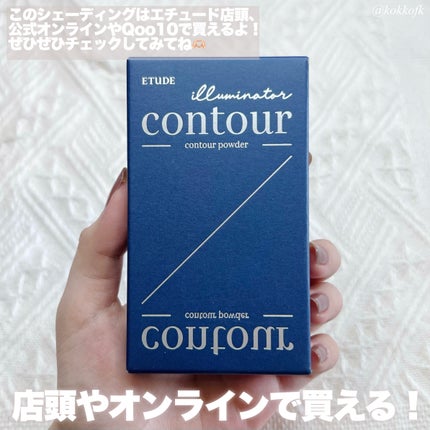 このシェーディングはエチュード店頭、
公式オンラインやQoo10で買えるよ！
ぜひぜひチェックしてみてね
@kokkofk
ETUDE
illuminator
contour
contour powder
contour powder
contour
店頭やオンラインで買える！